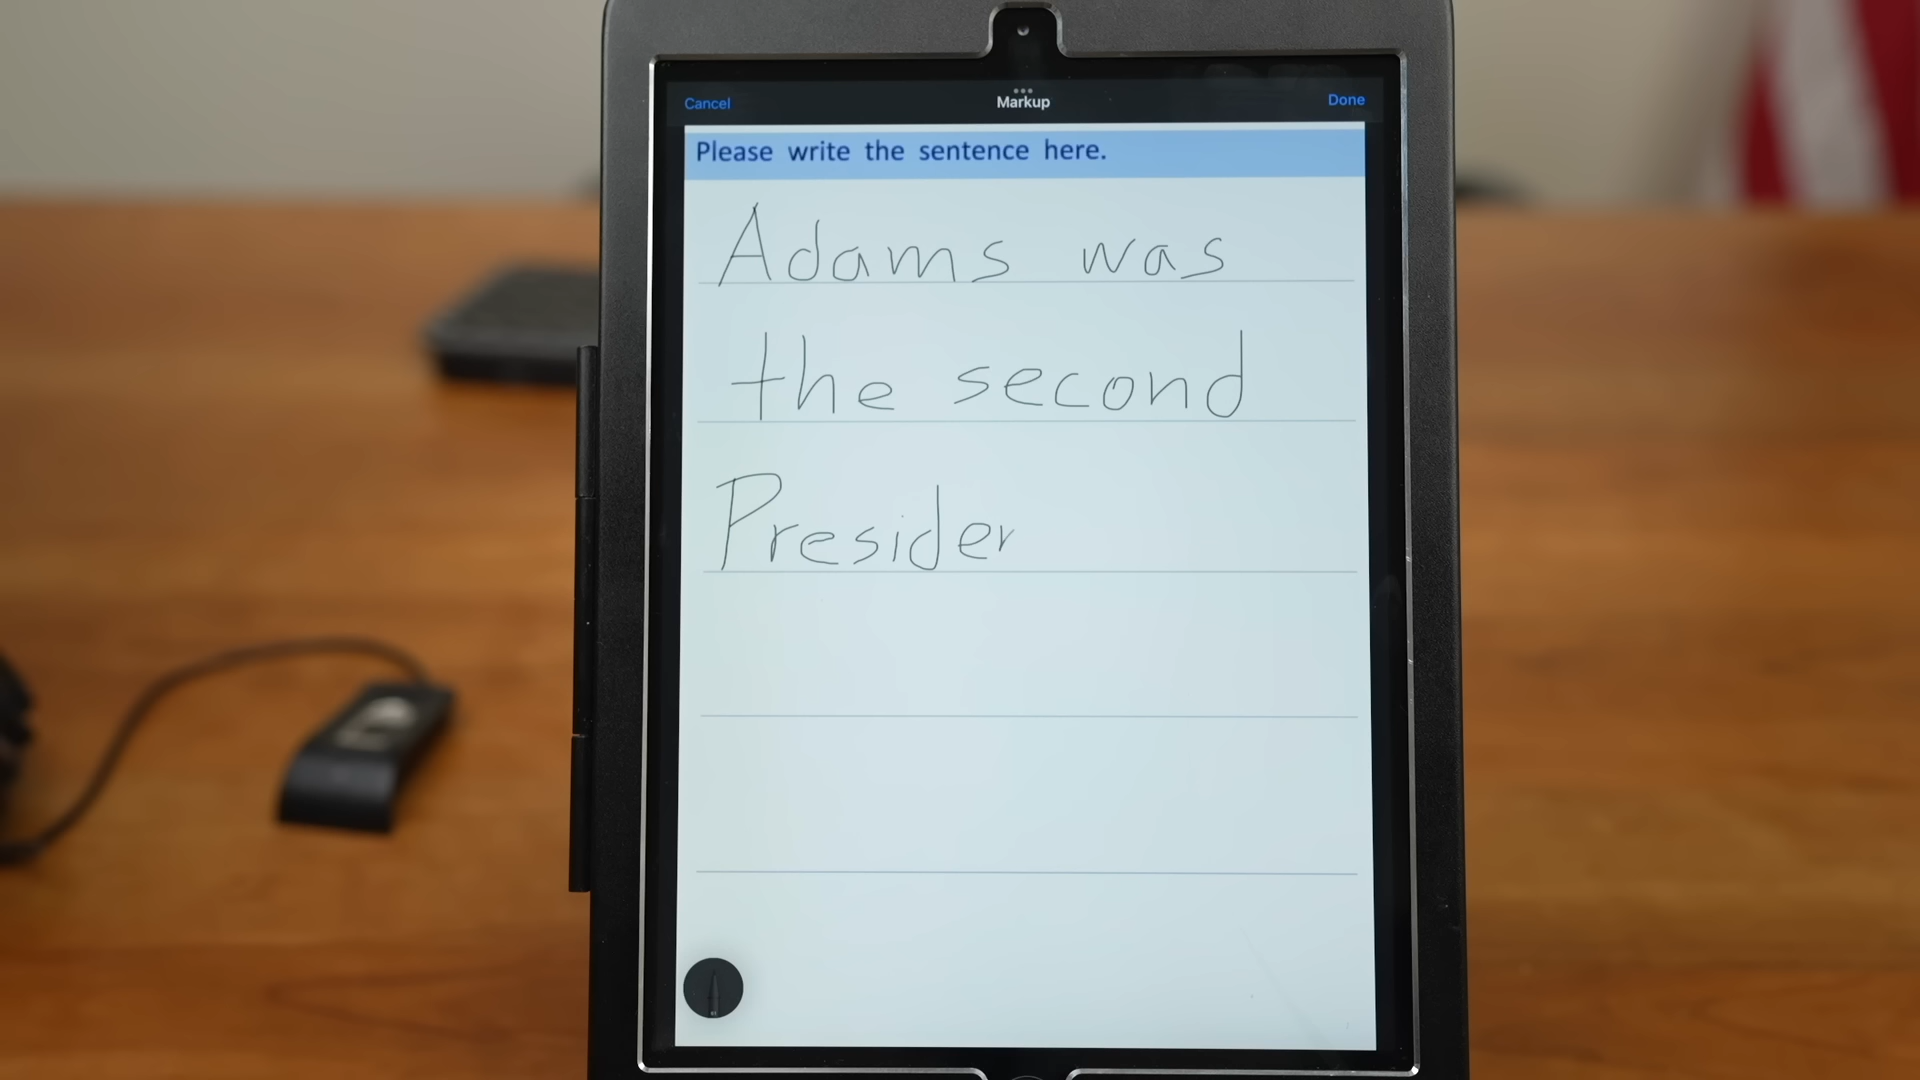 Cancel
Markup
Done
Please write the sentence here.
Adams was
the second
Presider